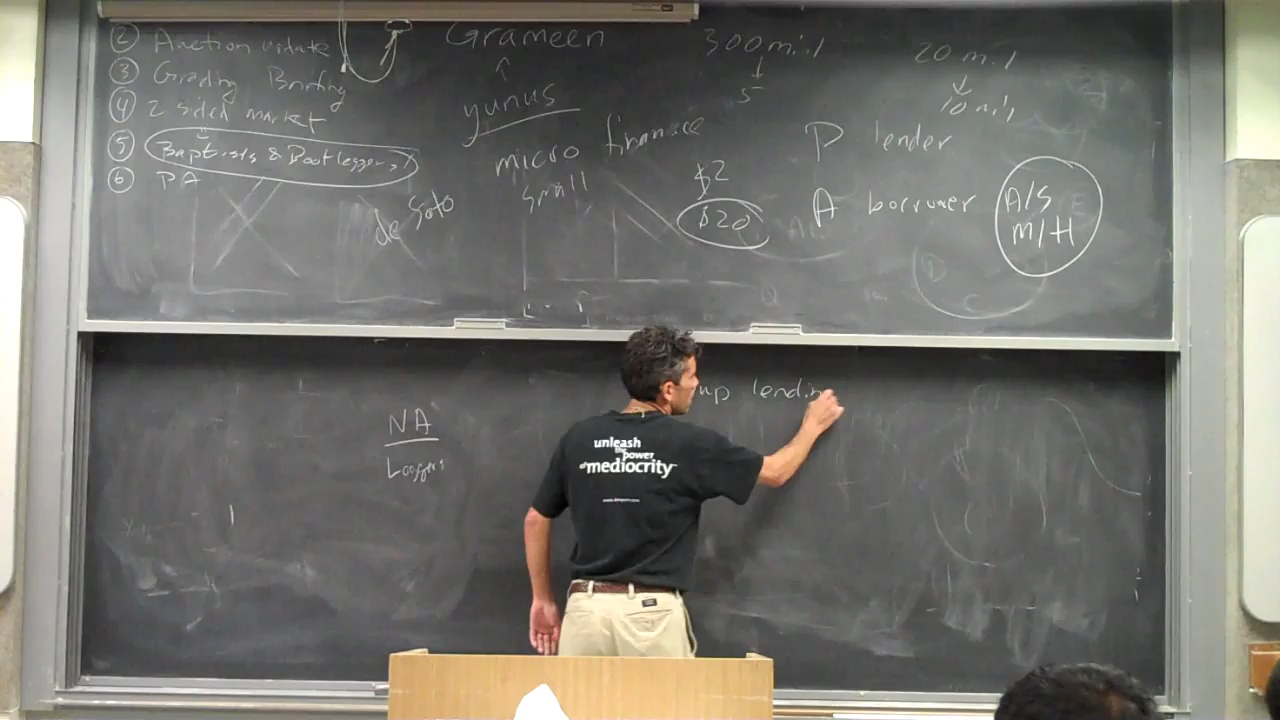 ② Auction update
③ Grading Briefing
④ 2 sided market
⑤ Baptists & Bootleggers
⑥ PA
Grameen
yunus
micro finance
small
de Soto
300 mil
5
20 mil
10 mil
$2
$20
P lender
A borrower
A/S
M/H
NA
up lendin
unleash
the power
of mediocrity